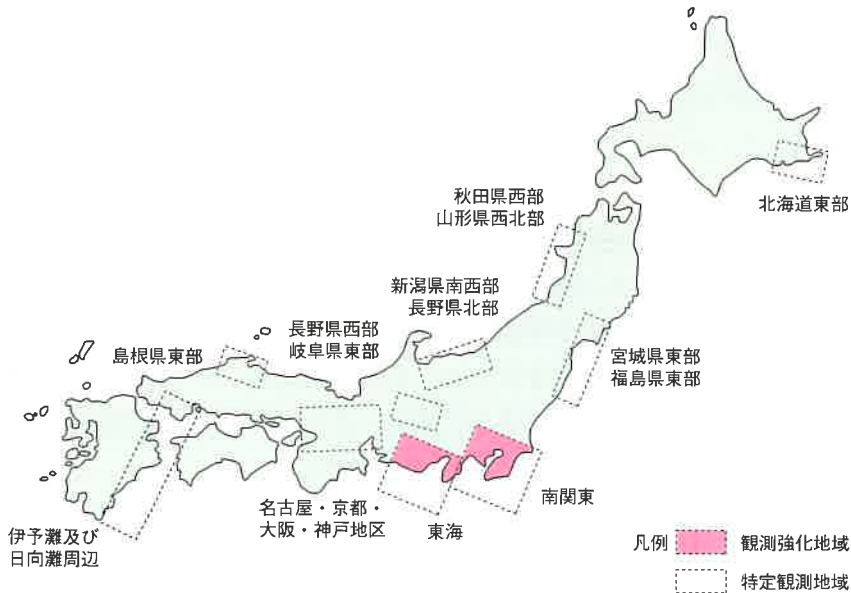 北海道東部
秋田県西部
山形県西北部
新潟県南西部
長野県北部
長野県西部
岐阜県東部
島根県東部
宮城県東部
福島県東部
南関東
東海
名古屋・京都・
大阪・神戸地区
伊予灘及び
日向灘周辺
凡例 観測強化地域
特定観測地域